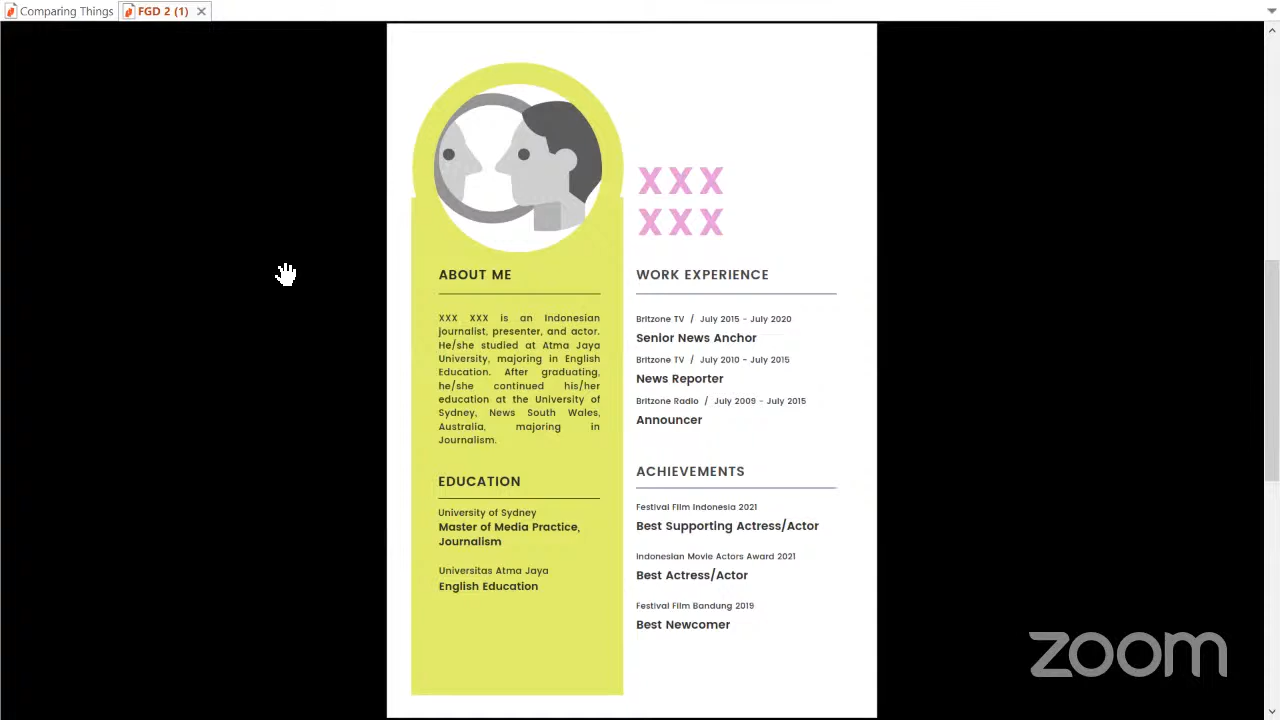 Comparing Things
FGD 2 (1)
XXX
XXX
ABOUT ME
XXX XXX is an Indonesian
journalist, presenter, and actor.
He/she studied at Atma Jaya
University, majoring in English
Education. After graduating,
he/she continued his/her
education at the University of
Sydney, News South Wales,
Australia, majoring in
Journalism.
EDUCATION
University of Sydney
Master of Media Practice,
Journalism
Universitas Atma Jaya
English Education
WORK EXPERIENCE
Britzone TV / July 2015 - July 2020
Senior News Anchor
Britzone TV / July 2010 - July 2015
News Reporter
Britzone Radio / July 2009 - July 2015
Announcer
ACHIEVEMENTS
Festival Film Indonesia 2021
Best Supporting Actress/Actor
Indonesian Movie Actors Award 2021
Best Actress/Actor
Festival Film Bandung 2019
Best Newcomer
zoom